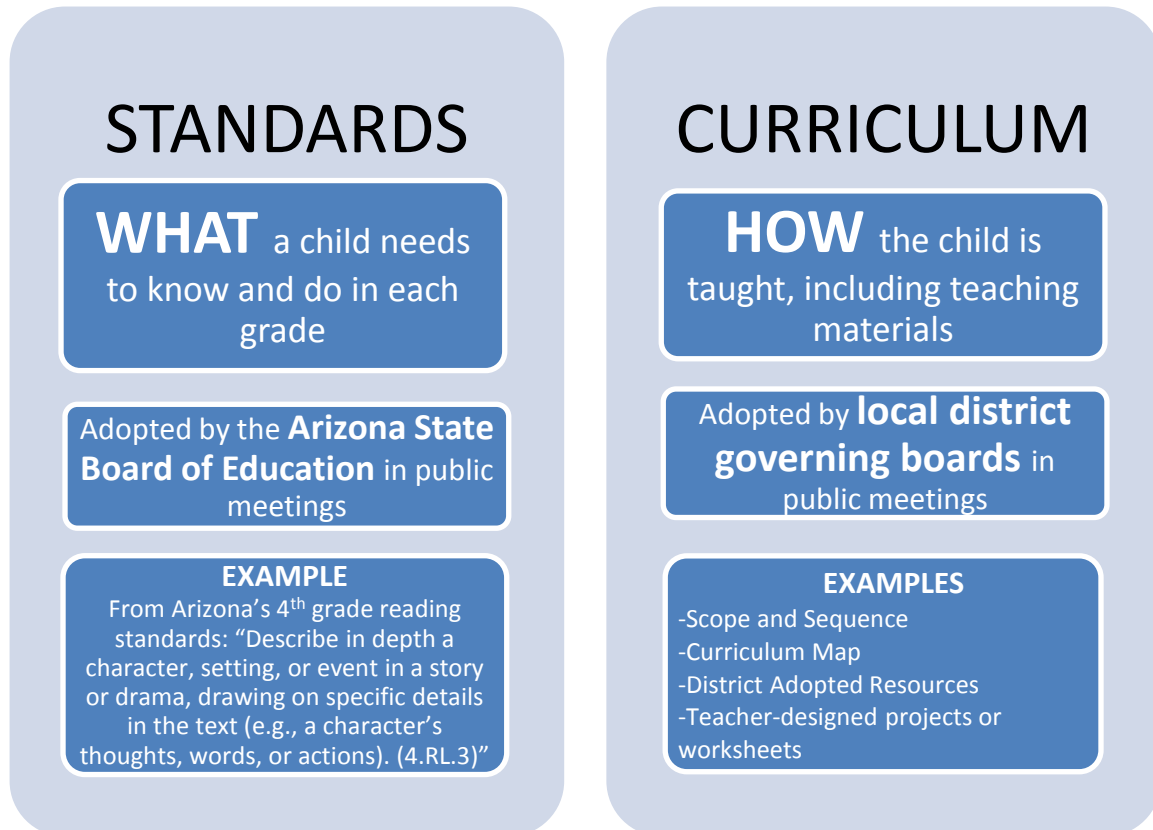 STANDARDS
WHAT a child needs
to know and do in each
grade
Adopted by the Arizona State
Board of Education in public
meetings
EXAMPLE
From Arizona’s 4th grade reading
standards: “Describe in depth a
character, setting, or event in a story
or drama, drawing on specific details
in the text (e.g., a character’s
thoughts, words, or actions). (4.RL.3)”
CURRICULUM
HOW the child is
taught, including teaching
materials
Adopted by local district
governing boards in
public meetings
EXAMPLES
-Scope and Sequence
-Curriculum Map
-District Adopted Resources
-Teacher-designed projects or
worksheets